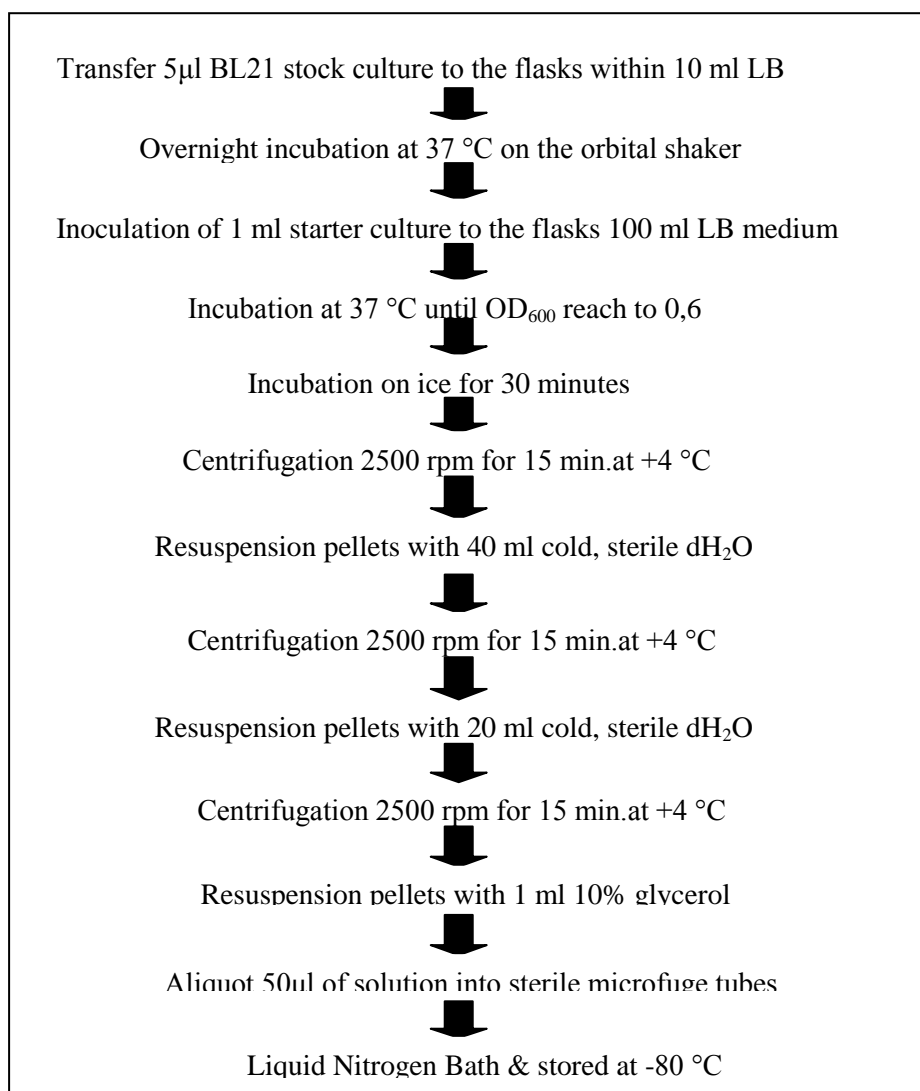 Transfer 5μl BL21 stock culture to the flasks within 10 ml LB
Overnight incubation at 37 °C on the orbital shaker
Inoculation of 1 ml starter culture to the flasks 100 ml LB medium
Incubation at 37 °C until OD₆₀₀ reach to 0,6
Incubation on ice for 30 minutes
Centrifugation 2500 rpm for 15 min.at +4 °C
Resuspension pellets with 40 ml cold, sterile dH₂O
Centrifugation 2500 rpm for 15 min.at +4 °C
Resuspension pellets with 20 ml cold, sterile dH₂O
Centrifugation 2500 rpm for 15 min.at +4 °C
Resuspension pellets with 1 ml 10% glycerol
Aliquot 50μl of solution into sterile microfuge tubes
Liquid Nitrogen Bath & stored at -80 °C